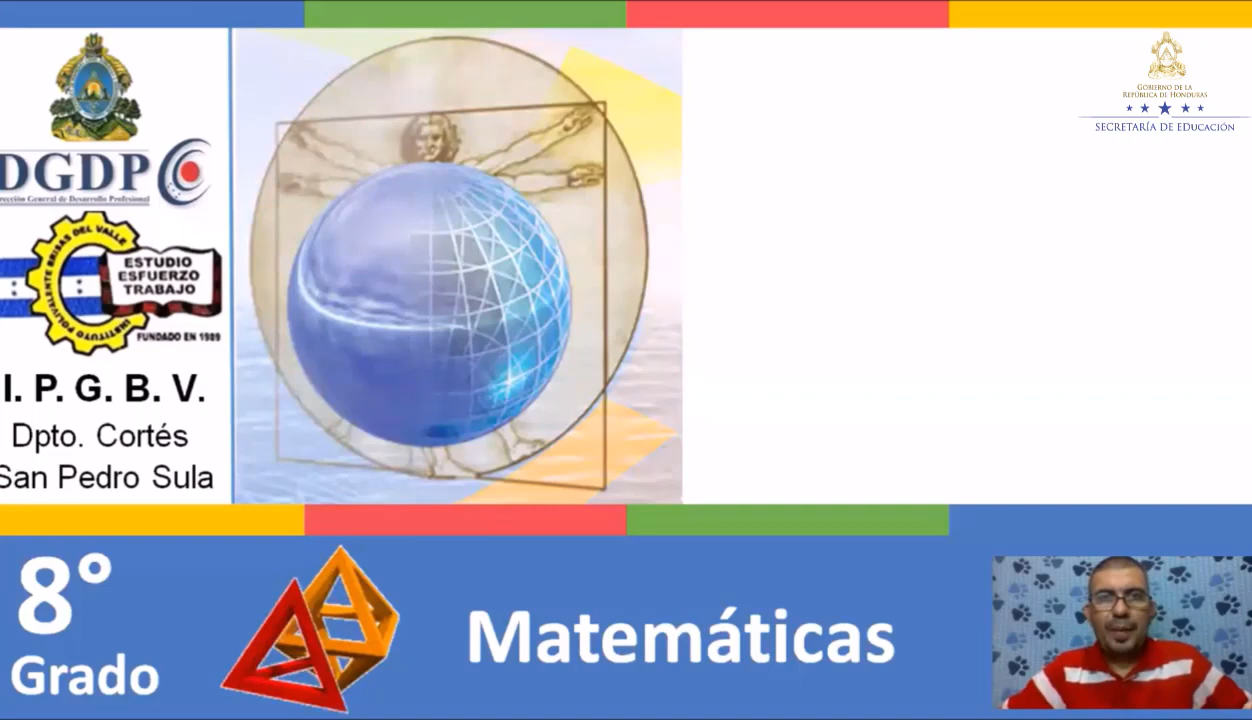 DGDP
rección General de Desarrollo Profesional
INSTITUTO POLIVALENTE BRISAS DEL VALLE
ESTUDIO
ESFUERZO
TRABAJO
FUNDADO EN 1989
I. P. G. B. V.
Dpto. Cortés
San Pedro Sula
GOBIERNO DE LA
REPÚBLICA DE HONDURAS
SECRETARÍA DE EDUCACIÓN
8°
Grado
Matemáticas